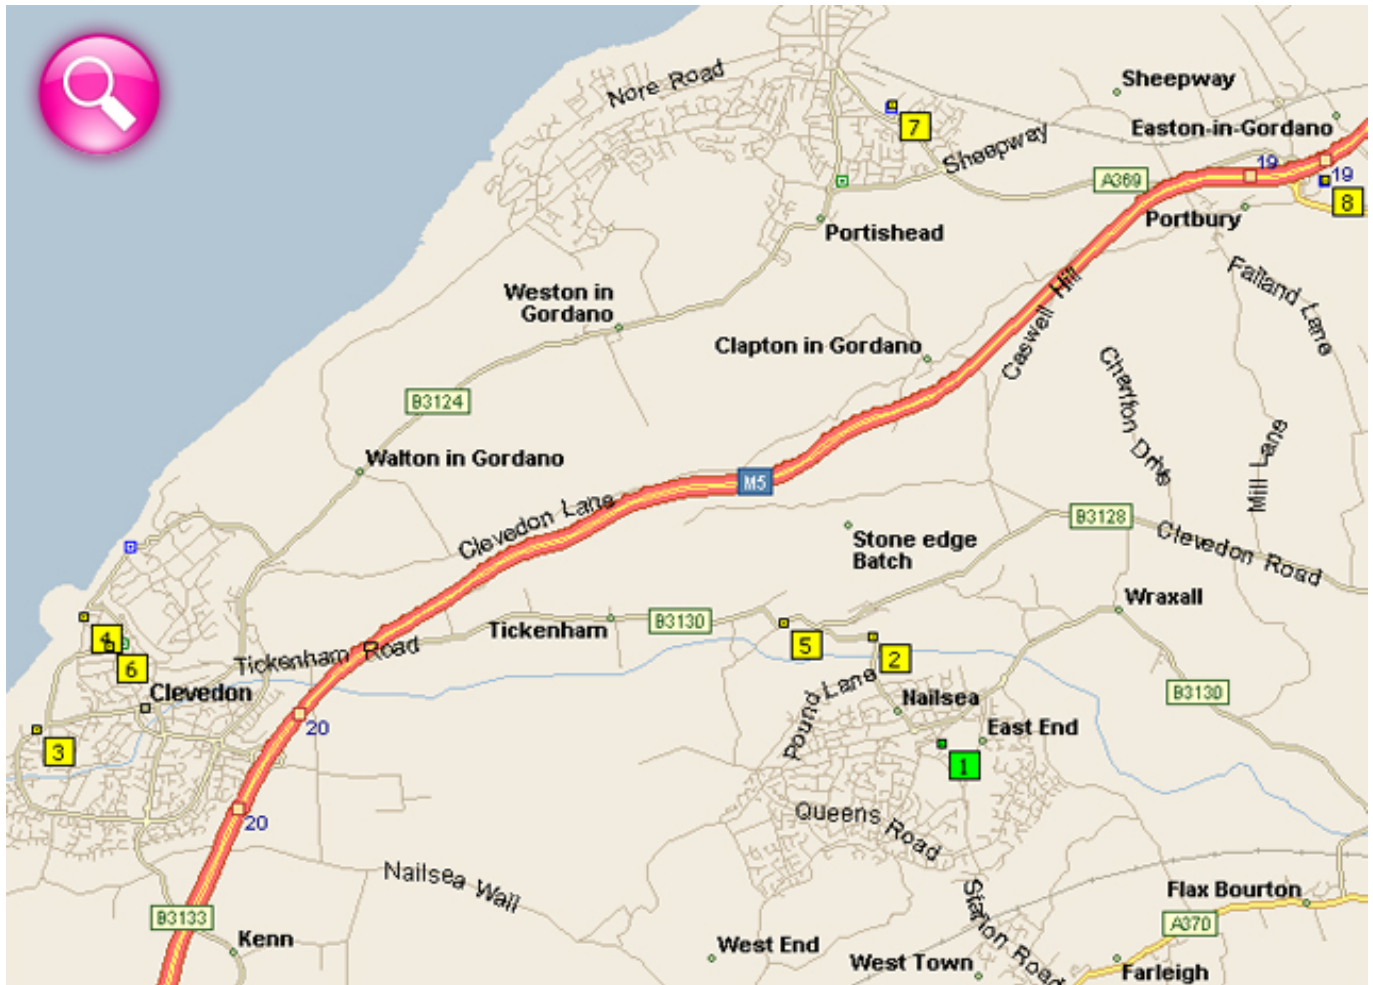 Nore Road
Sheepway
7
Easton-in-Gordano
Sheepway
19
19
A369
8
Portbury
Portishead
Failand Lane
Weston in
Gordano
Caswell Hill
Clapton in Gordano
Charlton Drive
B3124
Mill Lane
Walton in Gordano
M5
Clevedon Lane
B3128
Stone edge
Batch
Clevedon Road
Wraxall
Tickenham
B3130
4
5
2
Tickenham Road
6
Clevedon
Pound Lane
Nailsea
B3130
20
East End
3
1
20
Queens Road
Nailsea Wall
Flax Bourton
B3133
A370
Station Road
Kenn
West End
West Town
Farleigh